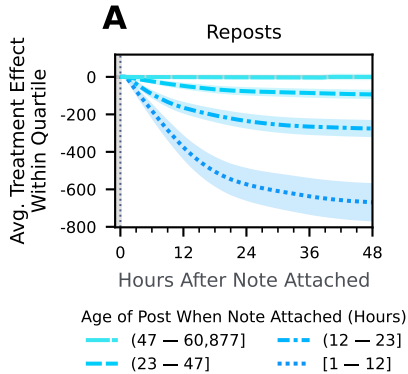 A
Reposts
Avg. Treatment Effect
Within Quartile
0
-200
-400
-600
-800
0 12 24 36 48
Hours After Note Attached
Age of Post When Note Attached (Hours)
(47 — 60,877] (12 — 23]
(23 — 47] [1 — 12]